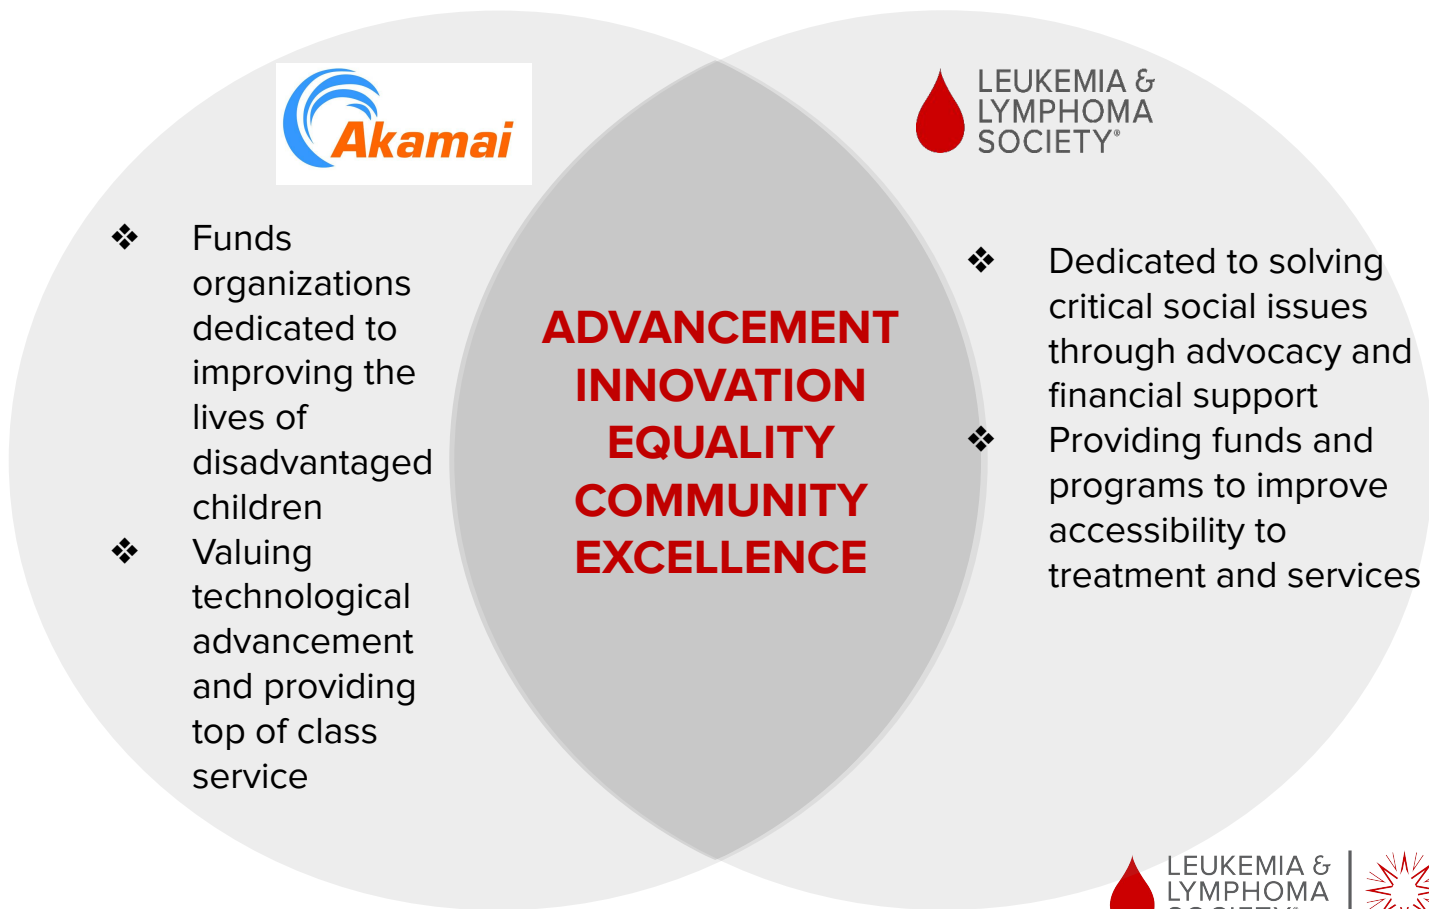 Akamai
❖ Funds
organizations
dedicated to
improving the
lives of
disadvantaged
children
❖ Valuing
technological
advancement
and providing
top of class
service
ADVANCEMENT
INNOVATION
EQUALITY
COMMUNITY
EXCELLENCE
LEUKEMIA &
LYMPHOMA
SOCIETY®
❖ Dedicated to solving
critical social issues
through advocacy and
financial support
❖ Providing funds and
programs to improve
accessibility to
treatment and services
LEUKEMIA &
LYMPHOMA
SOCIETY®